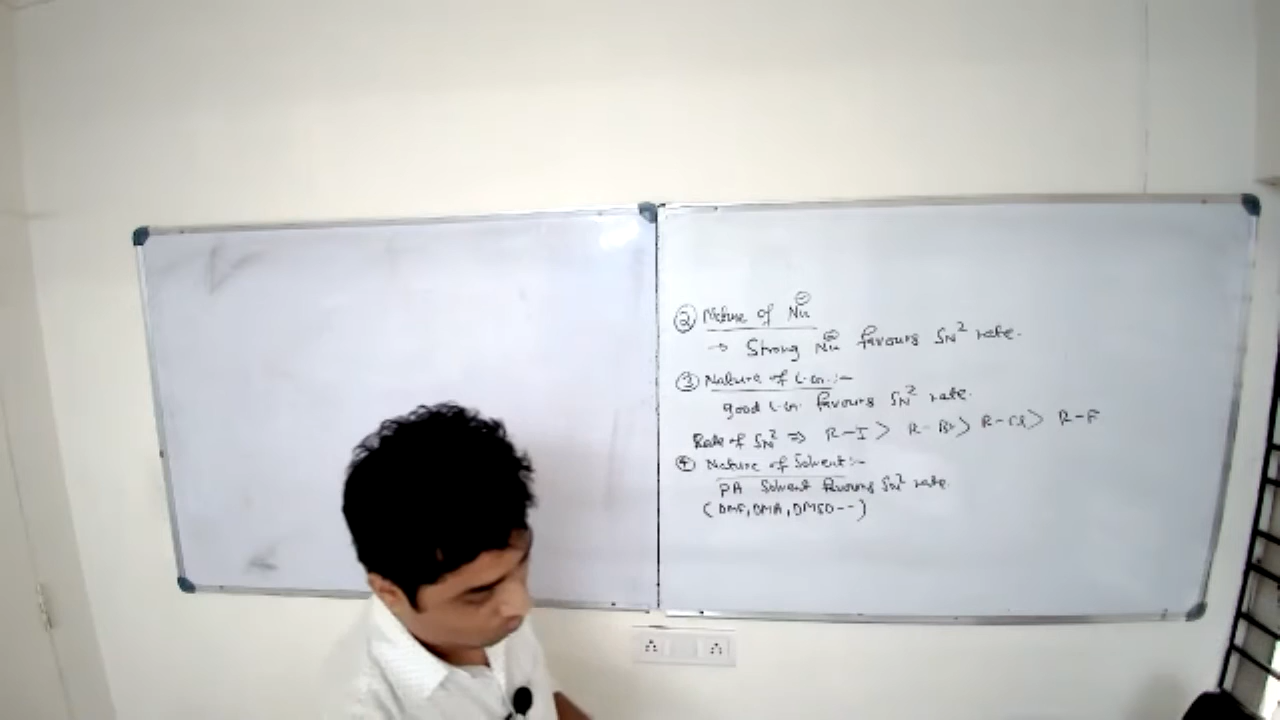 ② Nature of Nu⊖
→ Strong Nu⊖ favours SN² rate.
③ Nature of L.G.:-
good L.G. favours SN² rate.
Rate of SN² ⇒ R-I > R-Br > R-Cl > R-F
④ Nature of Solvent:-
PA Solvent favours SN² rate
(DMF, DMA, DMSO--)